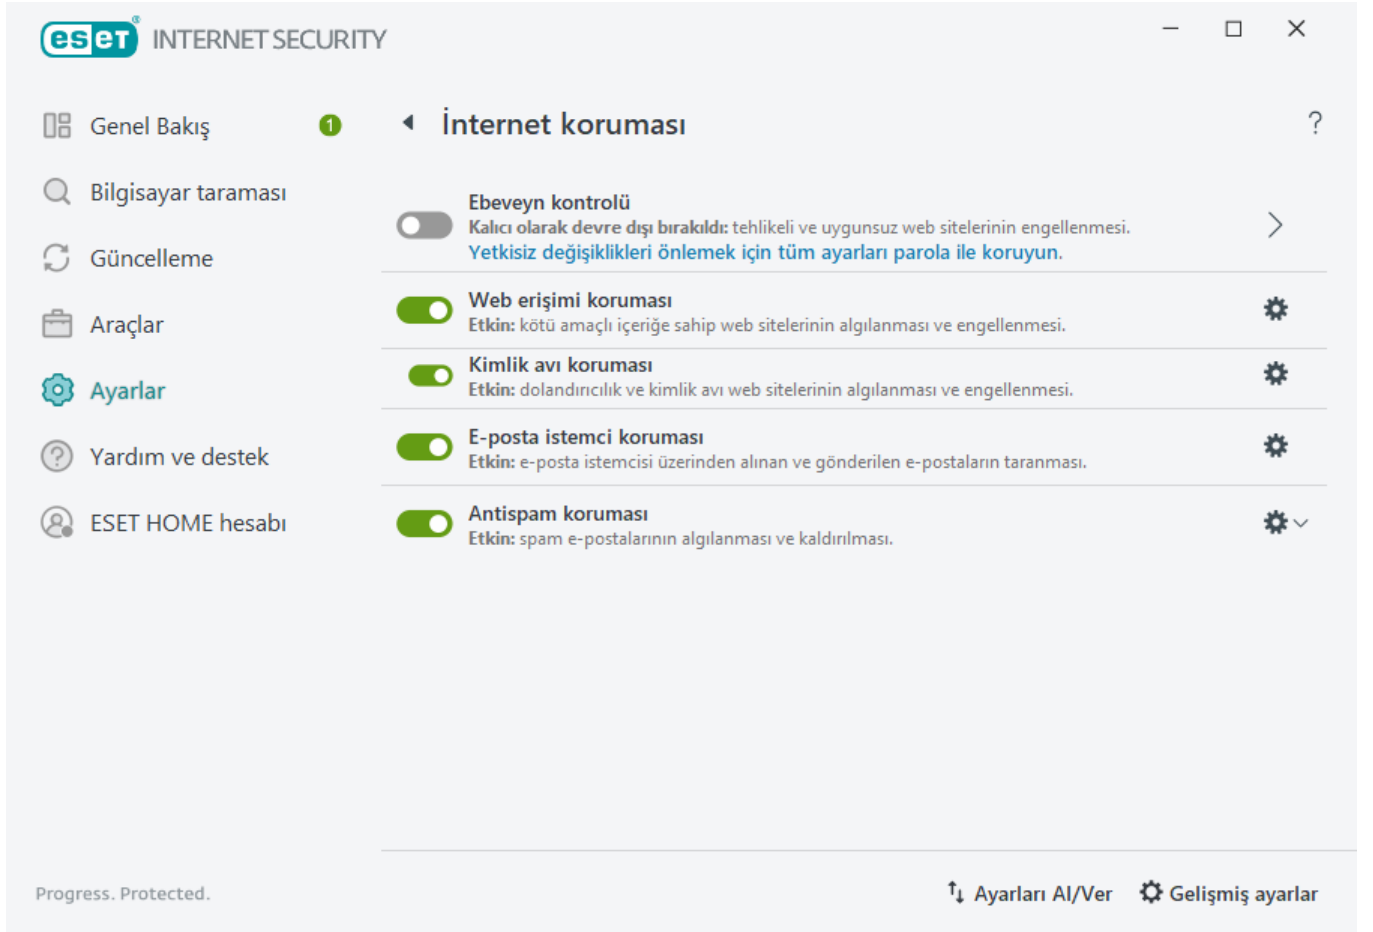 eset® INTERNET SECURITY
Genel Bakış 1
Bilgisayar taraması
Güncelleme
Araçlar
Ayarlar
Yardım ve destek
ESET HOME hesabı
İnternet koruması ?
Ebeveyn kontrolü
Kalıcı olarak devre dışı bırakıldı: tehlikeli ve uygunsuz web sitelerinin engellenmesi.
Yetkisiz değişiklikleri önlemek için tüm ayarları parola ile koruyun.
Web erişimi koruması
Etkin: kötü amaçlı içeriğe sahip web sitelerinin algılanması ve engellenmesi.
Kimlik avı koruması
Etkin: dolandırıcılık ve kimlik avı web sitelerinin algılanması ve engellenmesi.
E-posta istemci koruması
Etkin: e-posta istemcisi üzerinden alınan ve gönderilen e-postaların taranması.
Antispam koruması
Etkin: spam e-postalarının algılanması ve kaldırılması.
Progress. Protected.
Ayarları Al/Ver Gelişmiş ayarlar